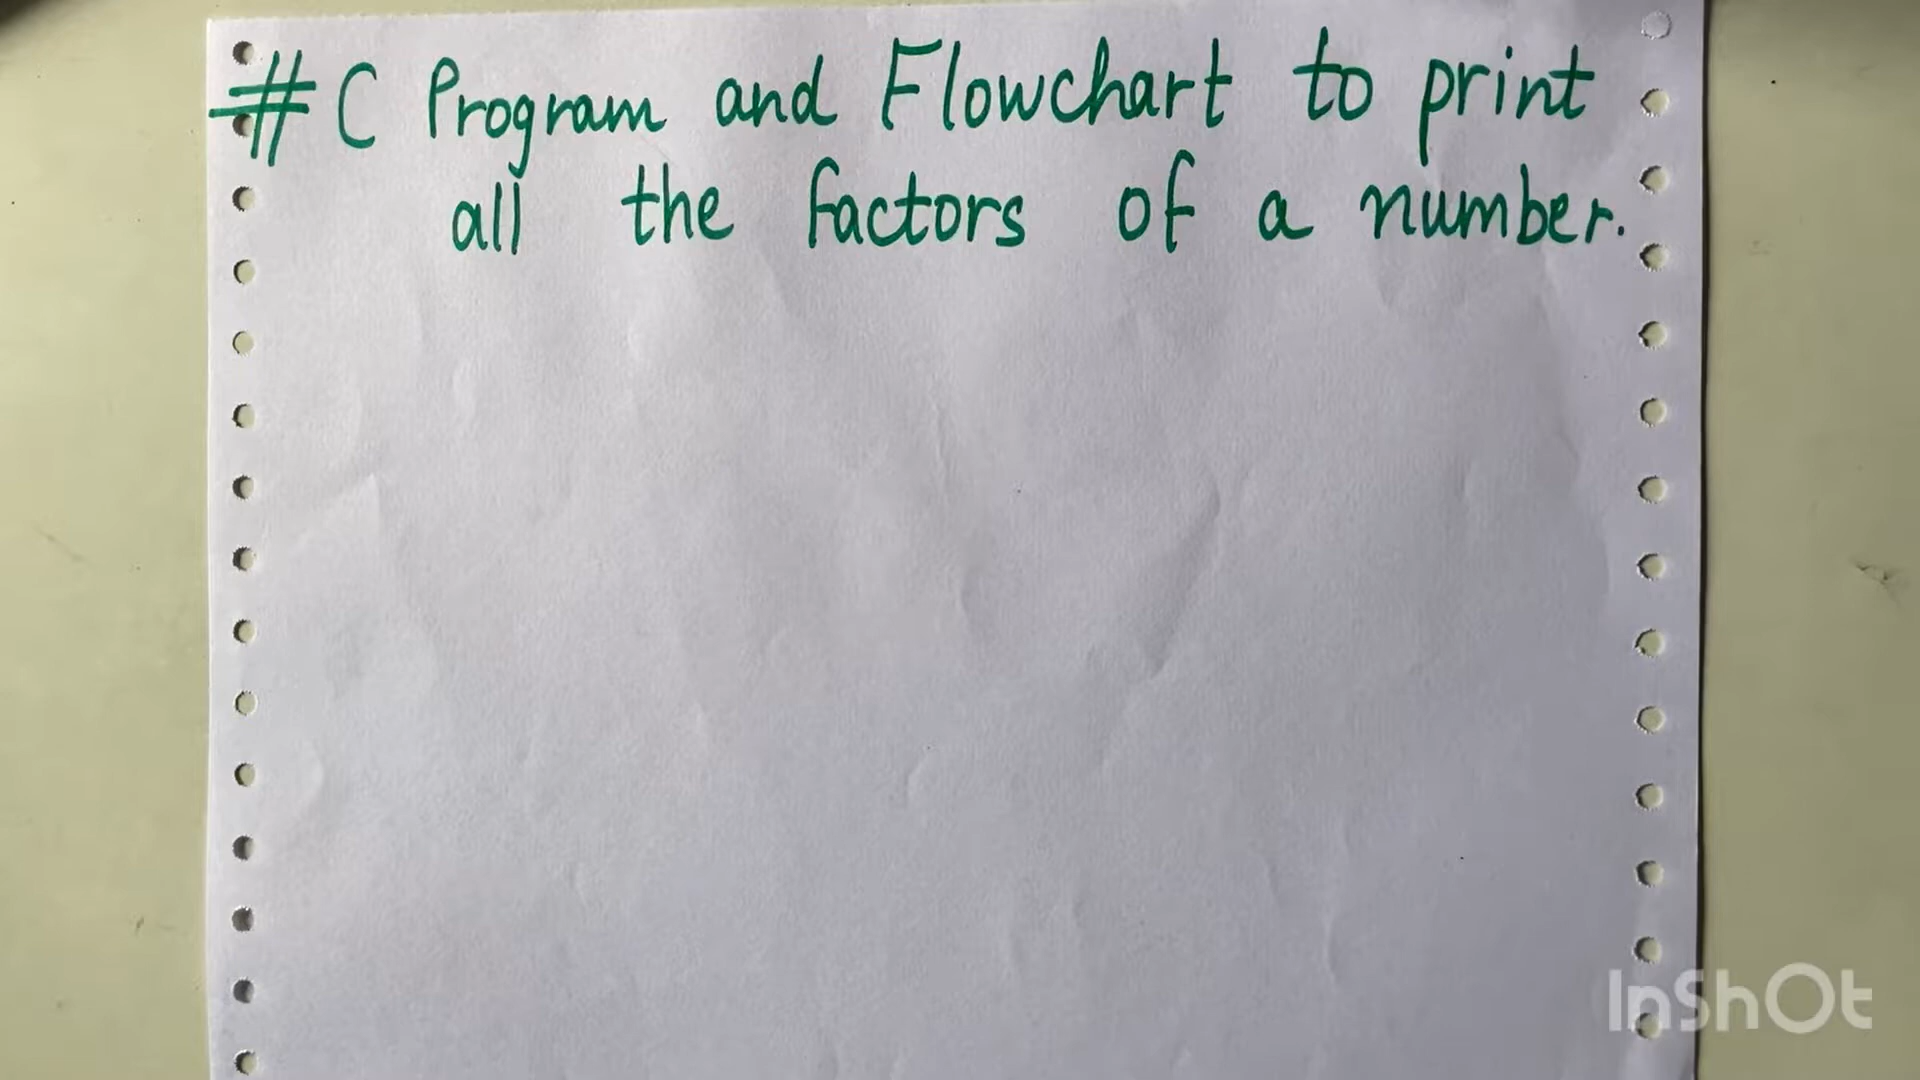 # C Program and Flowchart to print
all the factors of a number.
InShOt